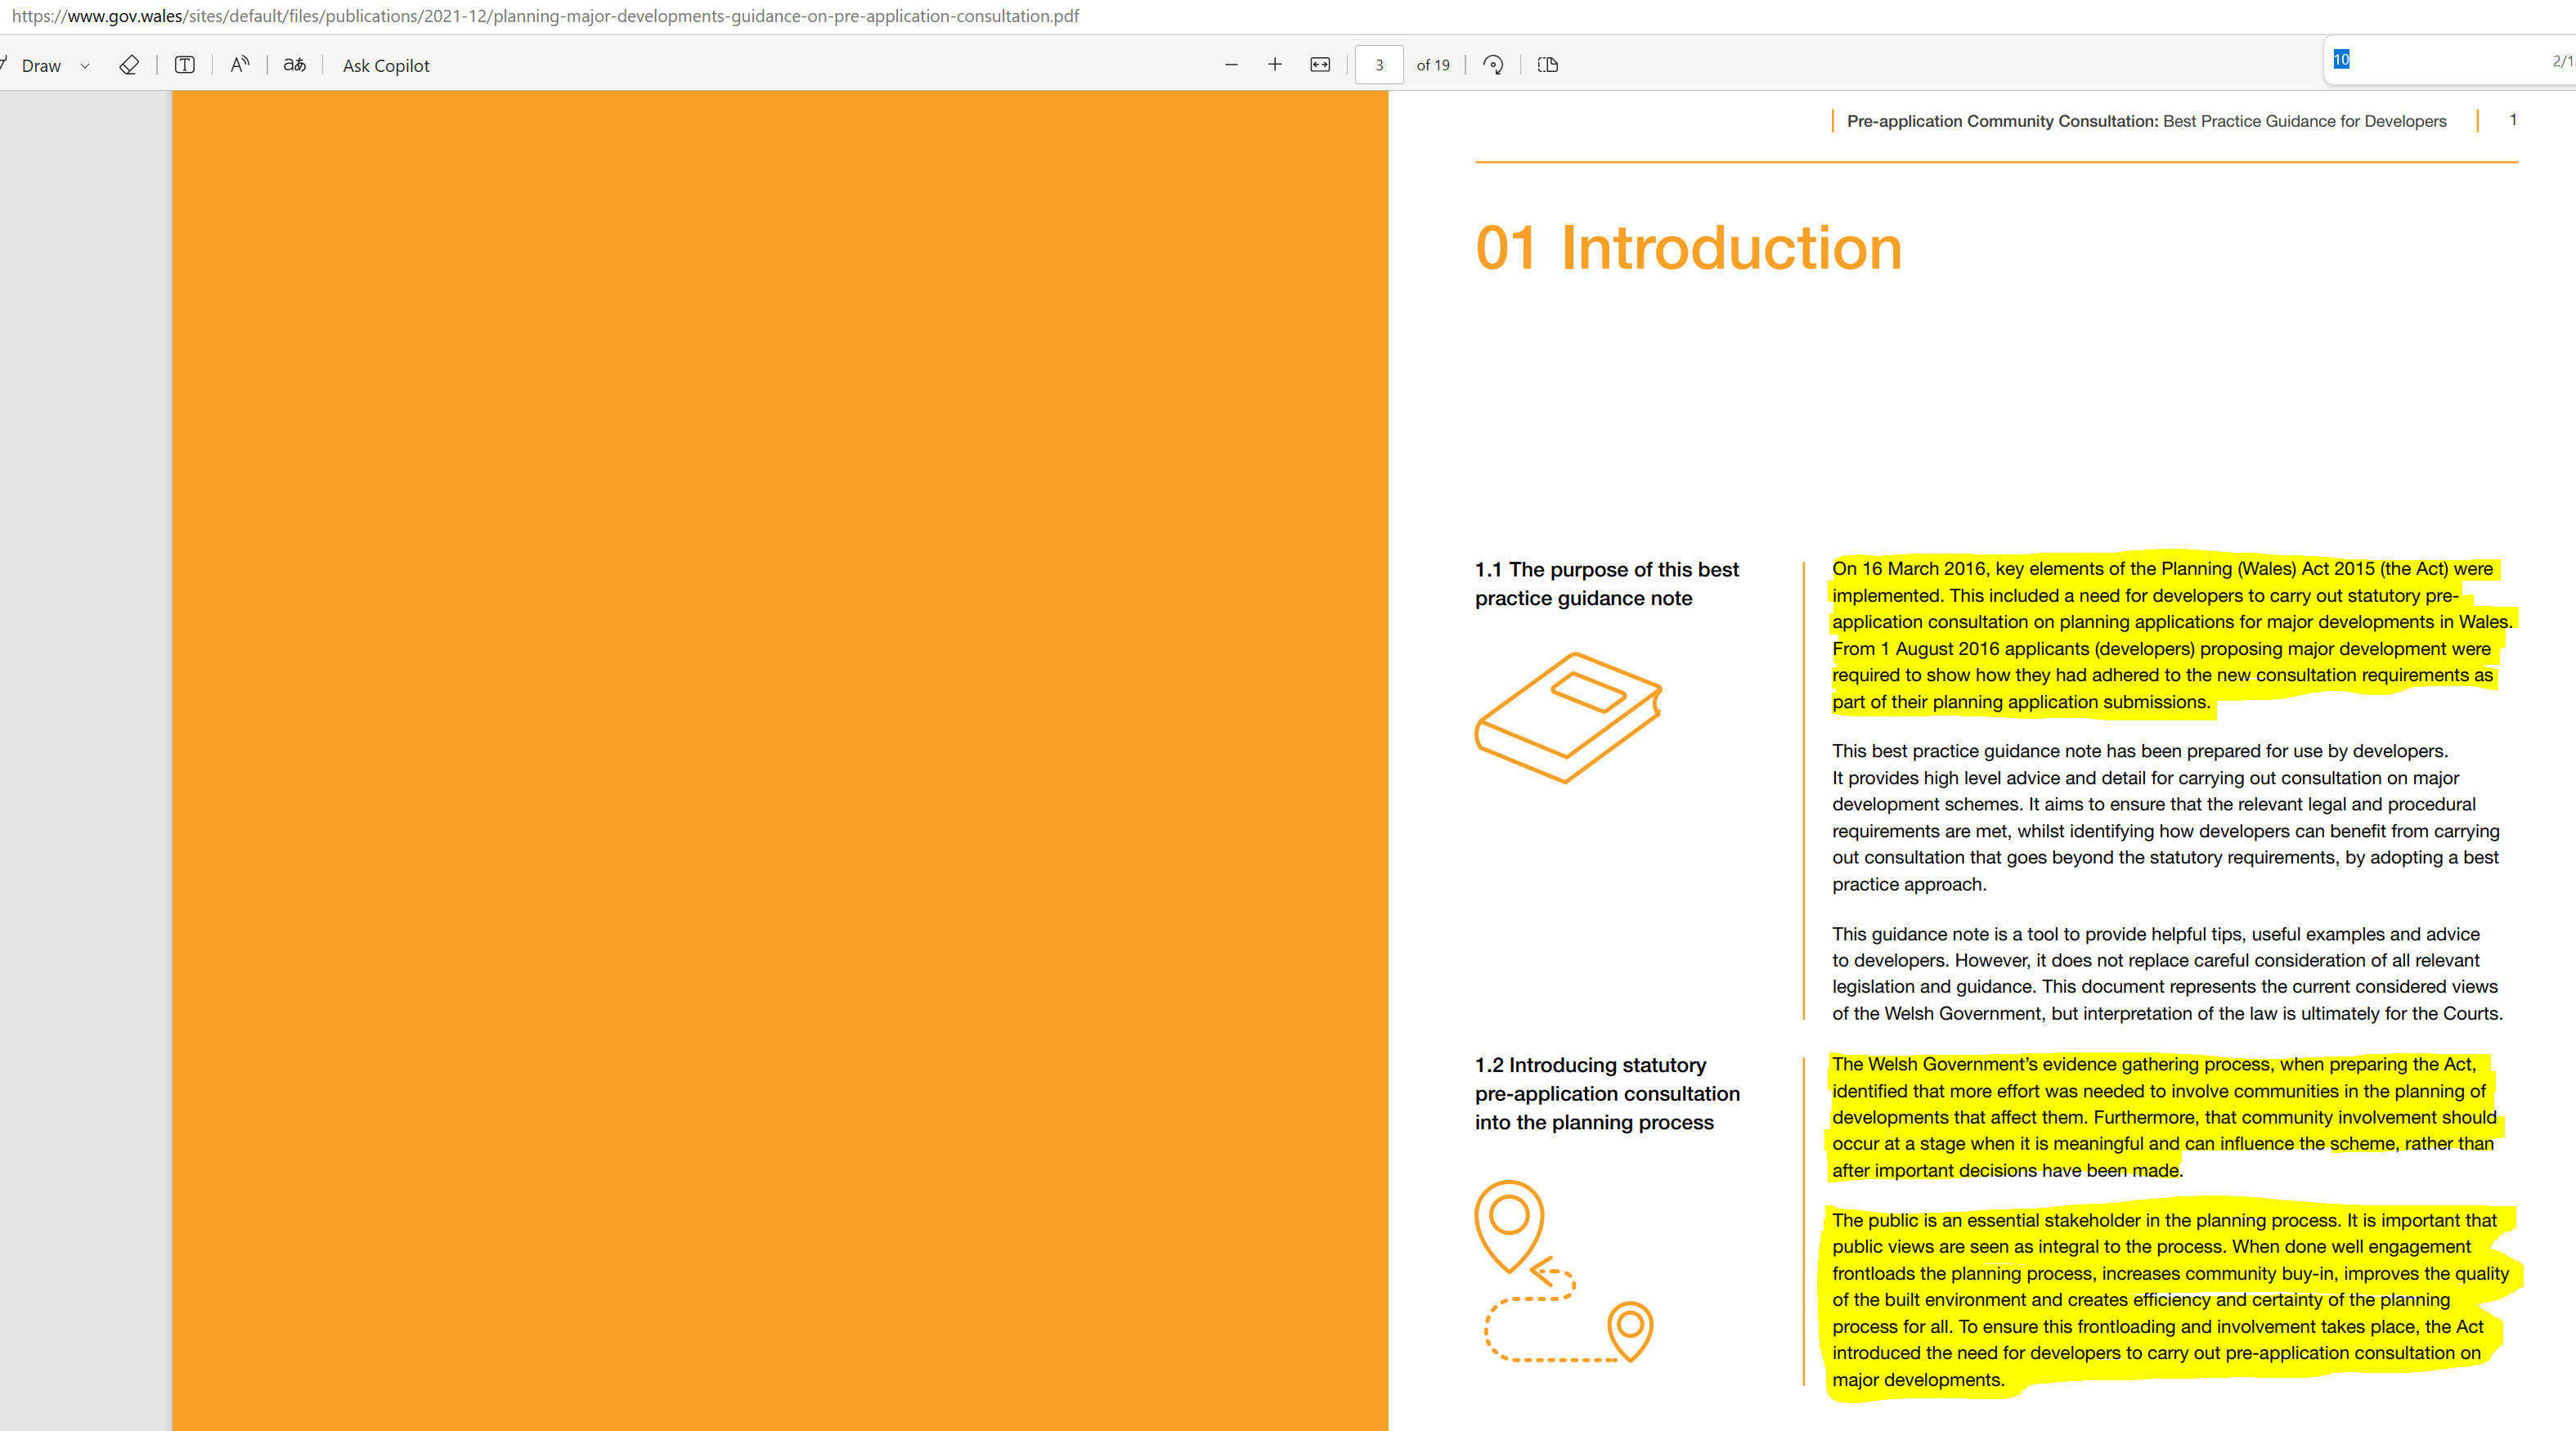 https://www.gov.wales/sites/default/files/publications/2021-12/planning-major-developments-guidance-on-pre-application-consultation.pdf
Draw
Ask Copilot
3 of 19
10
Pre-application Community Consultation: Best Practice Guidance for Developers 1
01 Introduction
1.1 The purpose of this best
practice guidance note
On 16 March 2016, key elements of the Planning (Wales) Act 2015 (the Act) were
implemented. This included a need for developers to carry out statutory pre-
application consultation on planning applications for major developments in Wales.
From 1 August 2016 applicants (developers) proposing major development were
required to show how they had adhered to the new consultation requirements as
part of their planning application submissions.
This best practice guidance note has been prepared for use by developers.
It provides high level advice and detail for carrying out consultation on major
development schemes. It aims to ensure that the relevant legal and procedural
requirements are met, whilst identifying how developers can benefit from carrying
out consultation that goes beyond the statutory requirements, by adopting a best
practice approach.
This guidance note is a tool to provide helpful tips, useful examples and advice
to developers. However, it does not replace careful consideration of all relevant
legislation and guidance. This document represents the current considered views
of the Welsh Government, but interpretation of the law is ultimately for the Courts.
1.2 Introducing statutory
pre-application consultation
into the planning process
The Welsh Government’s evidence gathering process, when preparing the Act,
identified that more effort was needed to involve communities in the planning of
developments that affect them. Furthermore, that community involvement should
occur at a stage when it is meaningful and can influence the scheme, rather than
after important decisions have been made.
The public is an essential stakeholder in the planning process. It is important that
public views are seen as integral to the process. When done well engagement
frontloads the planning process, increases community buy-in, improves the quality
of the built environment and creates efficiency and certainty of the planning
process for all. To ensure this frontloading and involvement takes place, the Act
introduced the need for developers to carry out pre-application consultation on
major developments.